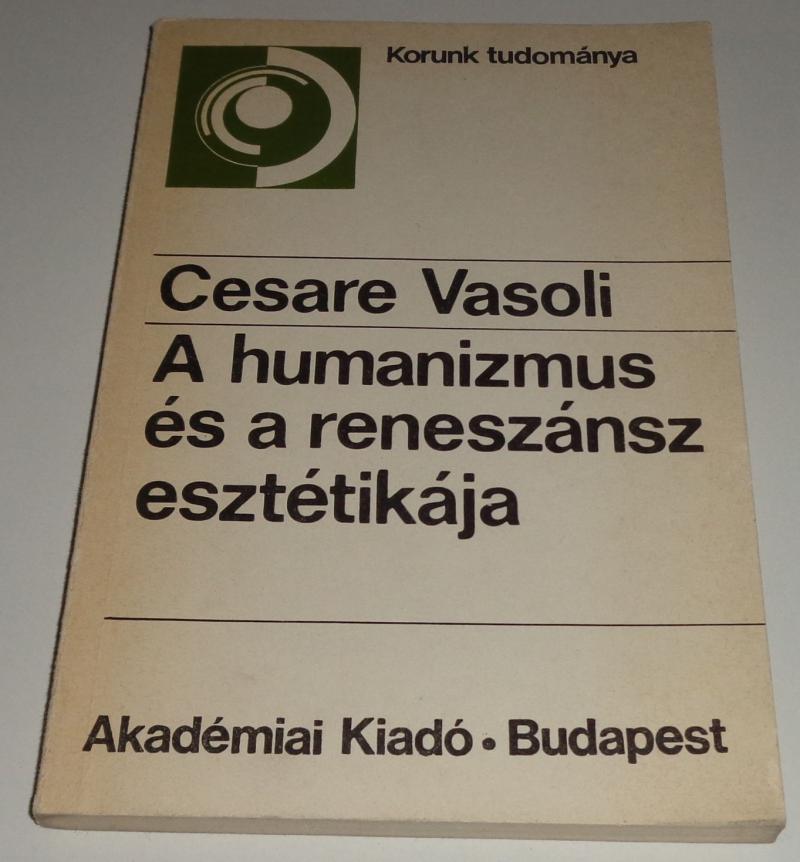 Korunk tudománya
Cesare Vasoli
A humanizmus
és a reneszánsz
esztétikája
Akadémiai Kiadó • Budapest